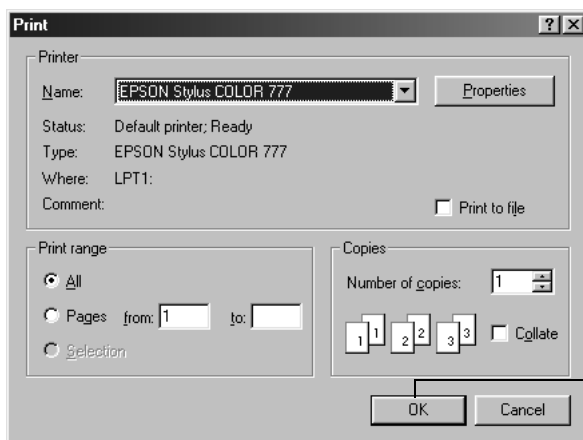 Print
Printer
Name: EPSON Stylus COLOR 777 Properties
Status: Default printer; Ready
Type: EPSON Stylus COLOR 777
Where: LPT1:
Comment: Print to file
Print range
All
Pages from: 1 to:
Selection
Copies
Number of copies: 1
1 1 2 2 3 3 Collate
OK Cancel